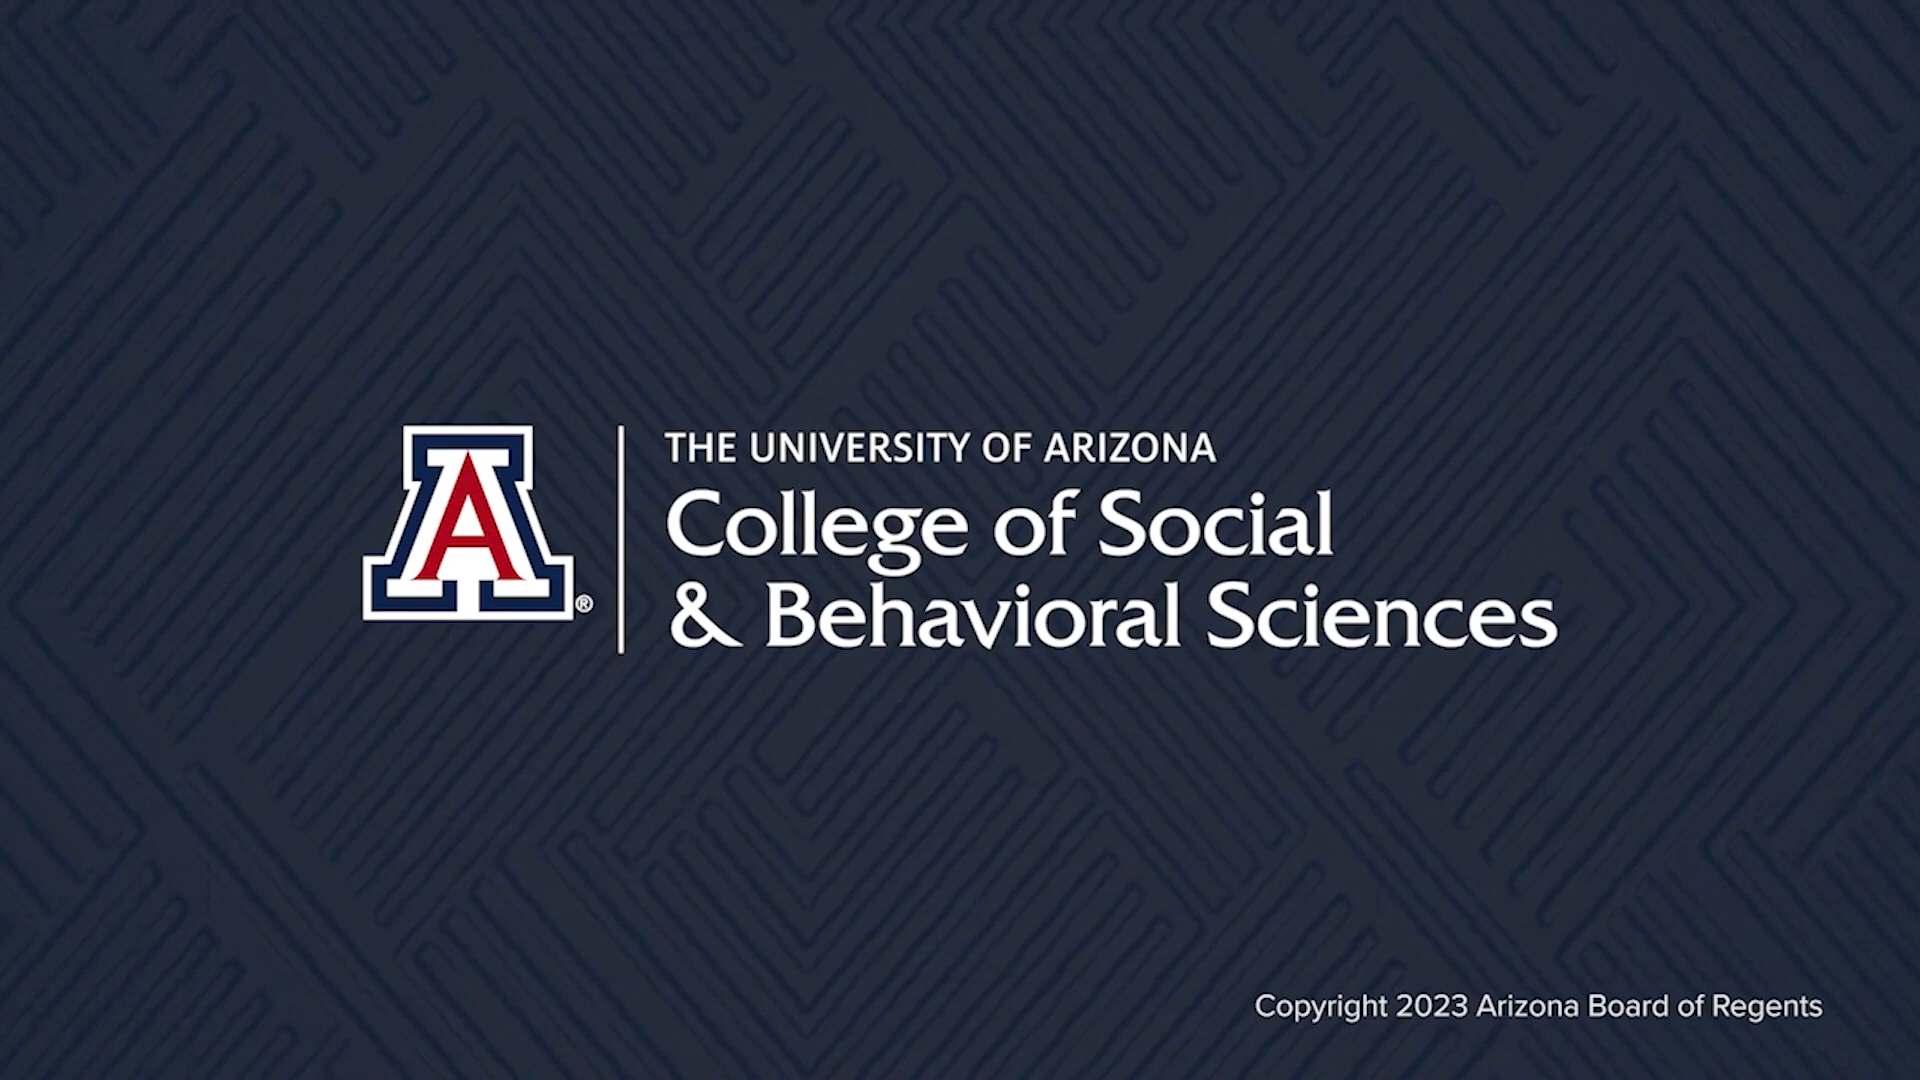 A®
THE UNIVERSITY OF ARIZONA
College of Social
& Behavioral Sciences
Copyright 2023 Arizona Board of Regents